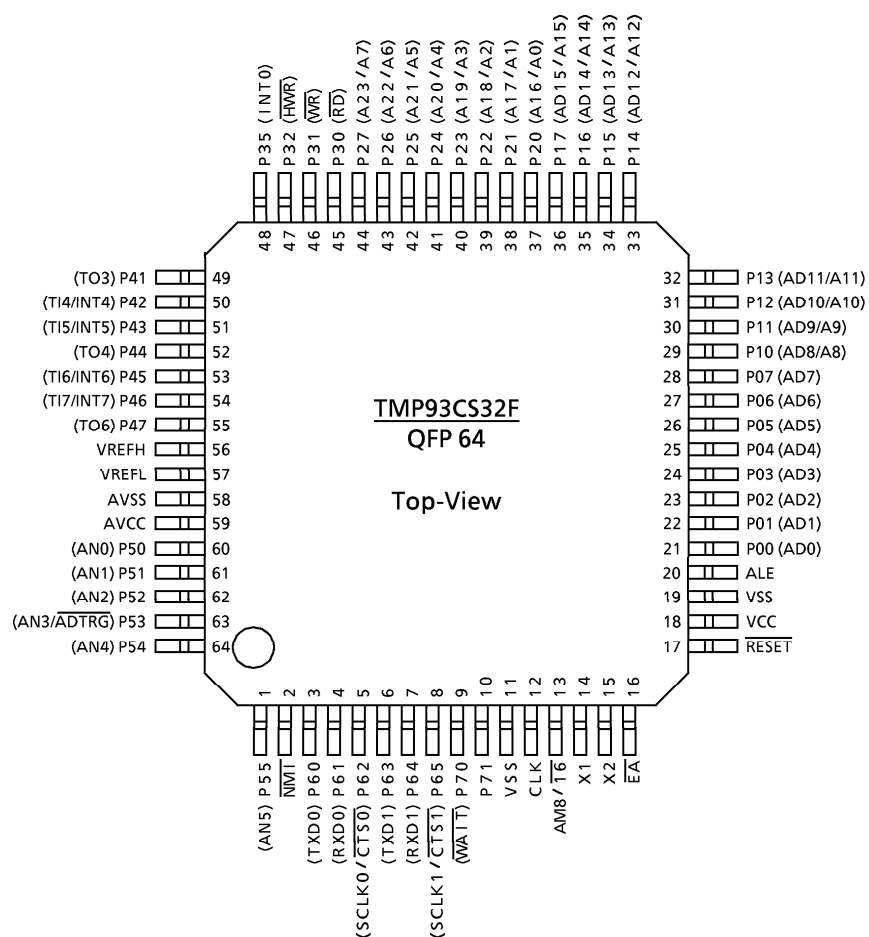 P35 (INT0)
P32 (HWR)
P31 (WR)
P30 (RD)
P27 (A23/A7)
P26 (A22/A6)
P25 (A21/A5)
P24 (A20/A4)
P23 (A19/A3)
P22 (A18/A2)
P21 (A17/A1)
P20 (A16/A0)
P17 (AD15/A15)
P16 (AD14/A14)
P15 (AD13/A13)
P14 (AD12/A12)
48 47 46 45 44 43 42 41 40 39 38 37 36 35 34 33
(TO3) P41 49
(TI4/INT4) P42 50
(TI5/INT5) P43 51
(TO4) P44 52
(TI6/INT6) P45 53
(TI7/INT7) P46 54
(TO6) P47 55
VREFH 56
VREFL 57
AVSS 58
AVCC 59
(AN0) P50 60
(AN1) P51 61
(AN2) P52 62
(AN3/ADTRG) P53 63
(AN4) P54 64
TMP93CS32F
QFP 64
Top-View
32 P13 (AD11/A11)
31 P12 (AD10/A10)
30 P11 (AD9/A9)
29 P10 (AD8/A8)
28 P07 (AD7)
27 P06 (AD6)
26 P05 (AD5)
25 P04 (AD4)
24 P03 (AD3)
23 P02 (AD2)
22 P01 (AD1)
21 P00 (AD0)
20 ALE
19 VSS
18 VCC
17 RESET
1 2 3 4 5 6 7 8 9 10 11 12 13 14 15 16
(AN5) P55
NMI
(TXD0) P60
(RXD0) P61
(SCLK0/CTS0) P62
(TXD1) P63
(RXD1) P64
(SCLK1/CTS1) P65
(WAIT) P70
P71
VSS
CLK
AM8/16
X1
X2
EA